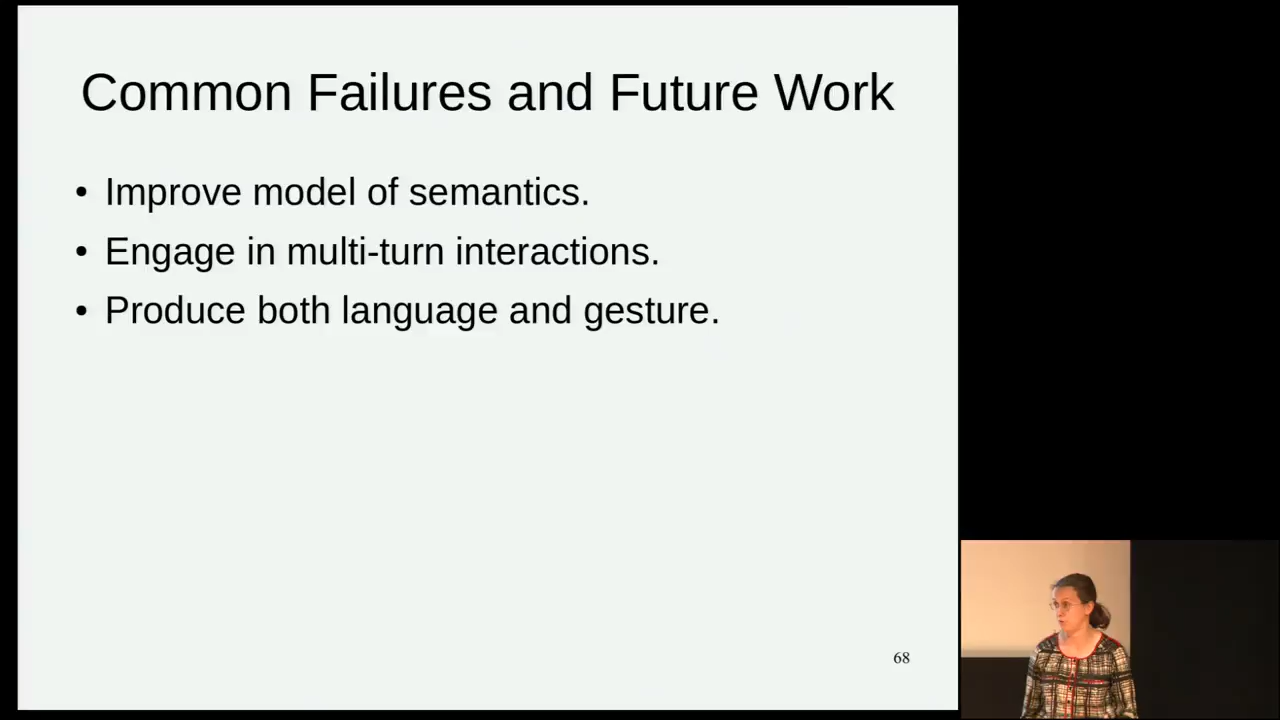 Common Failures and Future Work
• Improve model of semantics.
• Engage in multi-turn interactions.
• Produce both language and gesture.
68